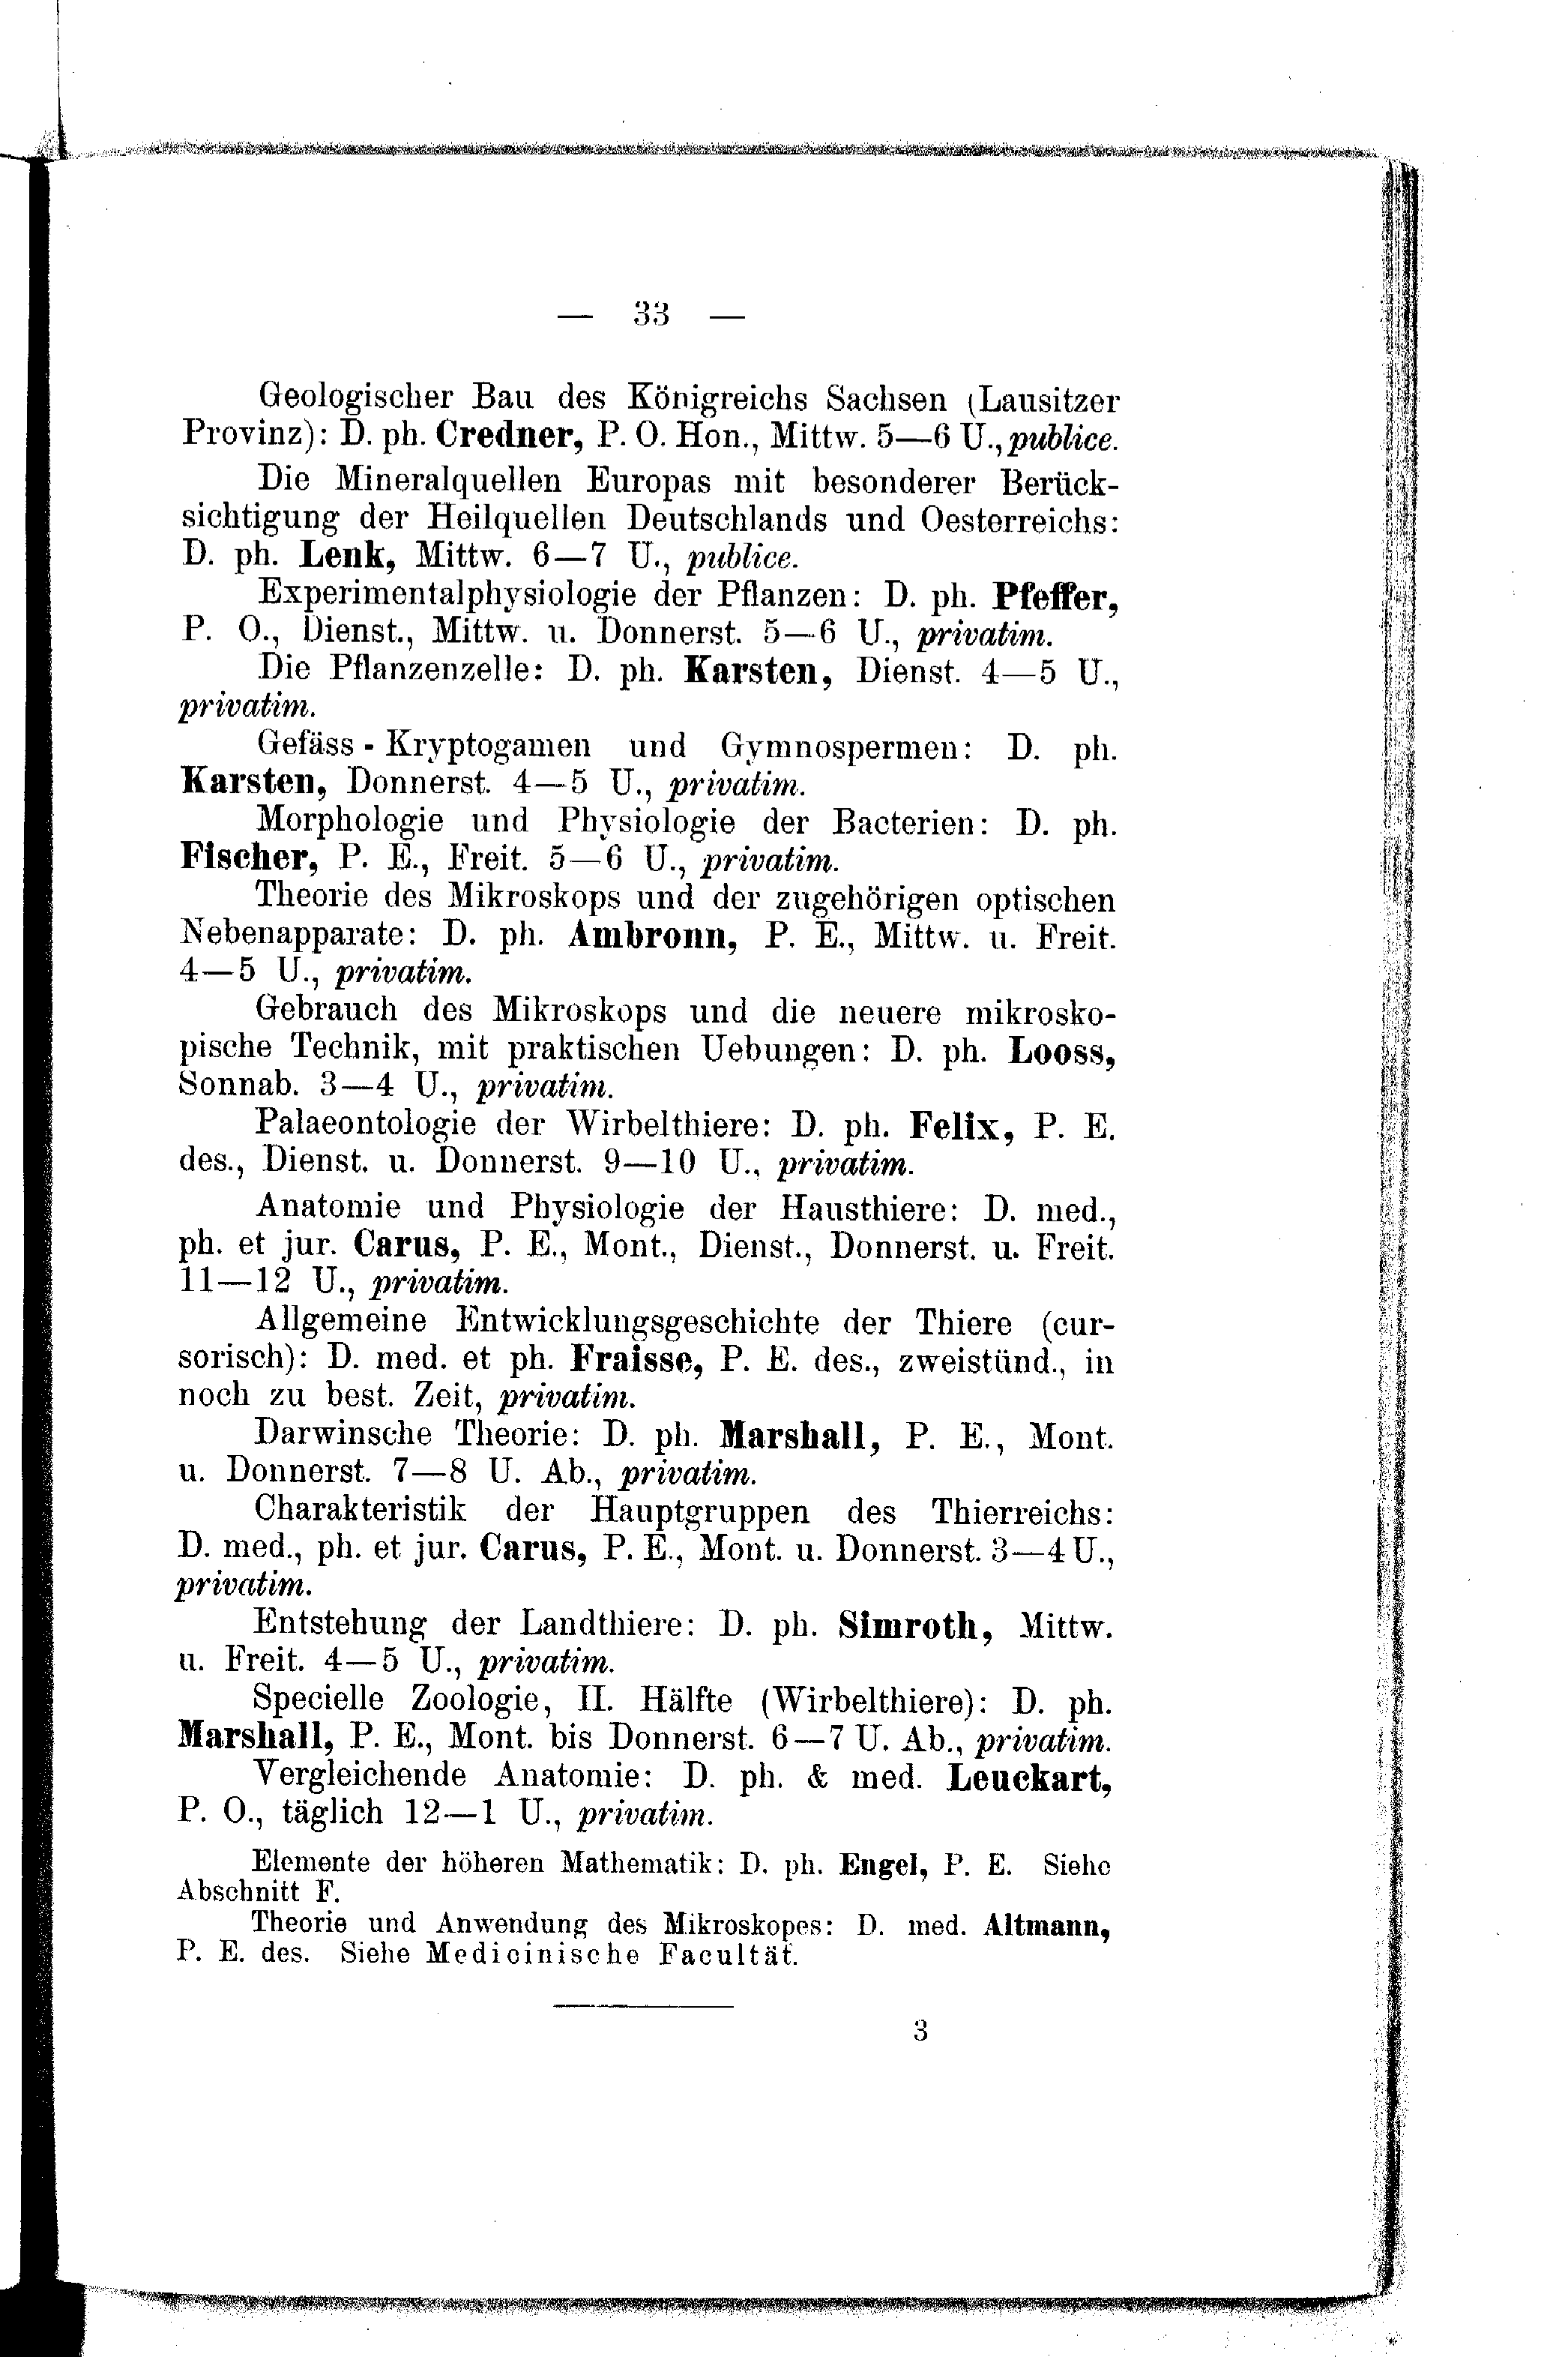 — 33 —
Geologischer Bau des Königreichs Sachsen (Lausitzer
Provinz): D. ph. Credner, P. O. Hon., Mittw. 5—6 U., publice.
Die Mineralquellen Europas mit besonderer Berück-
sichtigung der Heilquellen Deutschlands und Oesterreichs:
D. ph. Lenk, Mittw. 6—7 U., publice.
Experimentalphysiologie der Pflanzen: D. ph. Pfeffer,
P. O., Dienst., Mittw. u. Donnerst. 5—6 U., privatim.
Die Pflanzenzelle: D. ph. Karsten, Dienst. 4—5 U.,
privatim.
Gefäss - Kryptogamen und Gymnospermen: D. ph.
Karsten, Donnerst. 4—5 U., privatim.
Morphologie und Physiologie der Bacterien: D. ph.
Fischer, P. E., Freit. 5—6 U., privatim.
Theorie des Mikroskops und der zugehörigen optischen
Nebenapparate: D. ph. Ambronn, P. E., Mittw. u. Freit.
4—5 U., privatim.
Gebrauch des Mikroskops und die neuere mikrosko-
pische Technik, mit praktischen Uebungen: D. ph. Looss,
Sonnab. 3—4 U., privatim.
Palaeontologie der Wirbelthiere: D. ph. Felix, P. E.
des., Dienst. u. Donnerst. 9—10 U., privatim.
Anatomie und Physiologie der Hausthiere: D. med.,
ph. et jur. Carus, P. E., Mont., Dienst., Donnerst. u. Freit.
11—12 U., privatim.
Allgemeine Entwicklungsgeschichte der Thiere (cur-
sorisch): D. med. et ph. Fraisse, P. E. des., zweistünd., in
noch zu best. Zeit, privatim.
Darwinsche Theorie: D. ph. Marshall, P. E., Mont.
u. Donnerst. 7—8 U. Ab., privatim.
Charakteristik der Hauptgruppen des Thierreichs:
D. med., ph. et jur. Carus, P. E., Mont. u. Donnerst. 3—4 U.,
privatim.
Entstehung der Landthiere: D. ph. Simroth, Mittw.
u. Freit. 4—5 U., privatim.
Specielle Zoologie, II. Hälfte (Wirbelthiere): D. ph.
Marshall, P. E., Mont. bis Donnerst. 6—7 U. Ab., privatim.
Vergleichende Anatomie: D. ph. & med. Leuckart,
P. O., täglich 12—1 U., privatim.
Elemente der höheren Mathematik: D. ph. Engel, P. E. Siehe
Abschnitt F.
Theorie und Anwendung des Mikroskopes: D. med. Altmann,
P. E. des. Siehe Medicinische Facultät.
3